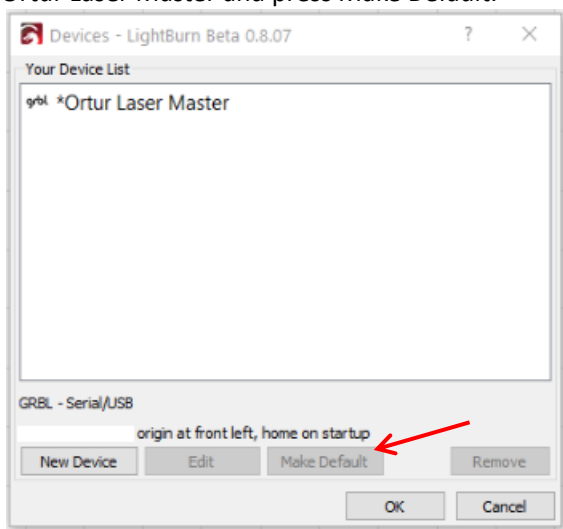 Ortur Laser Master and press Make Default.
Devices - LightBurn Beta 0.8.07 ?
Your Device List
grbl *Ortur Laser Master
GRBL - Serial/USB
origin at front left, home on startup
New Device Edit Make Default Remove
OK Cancel